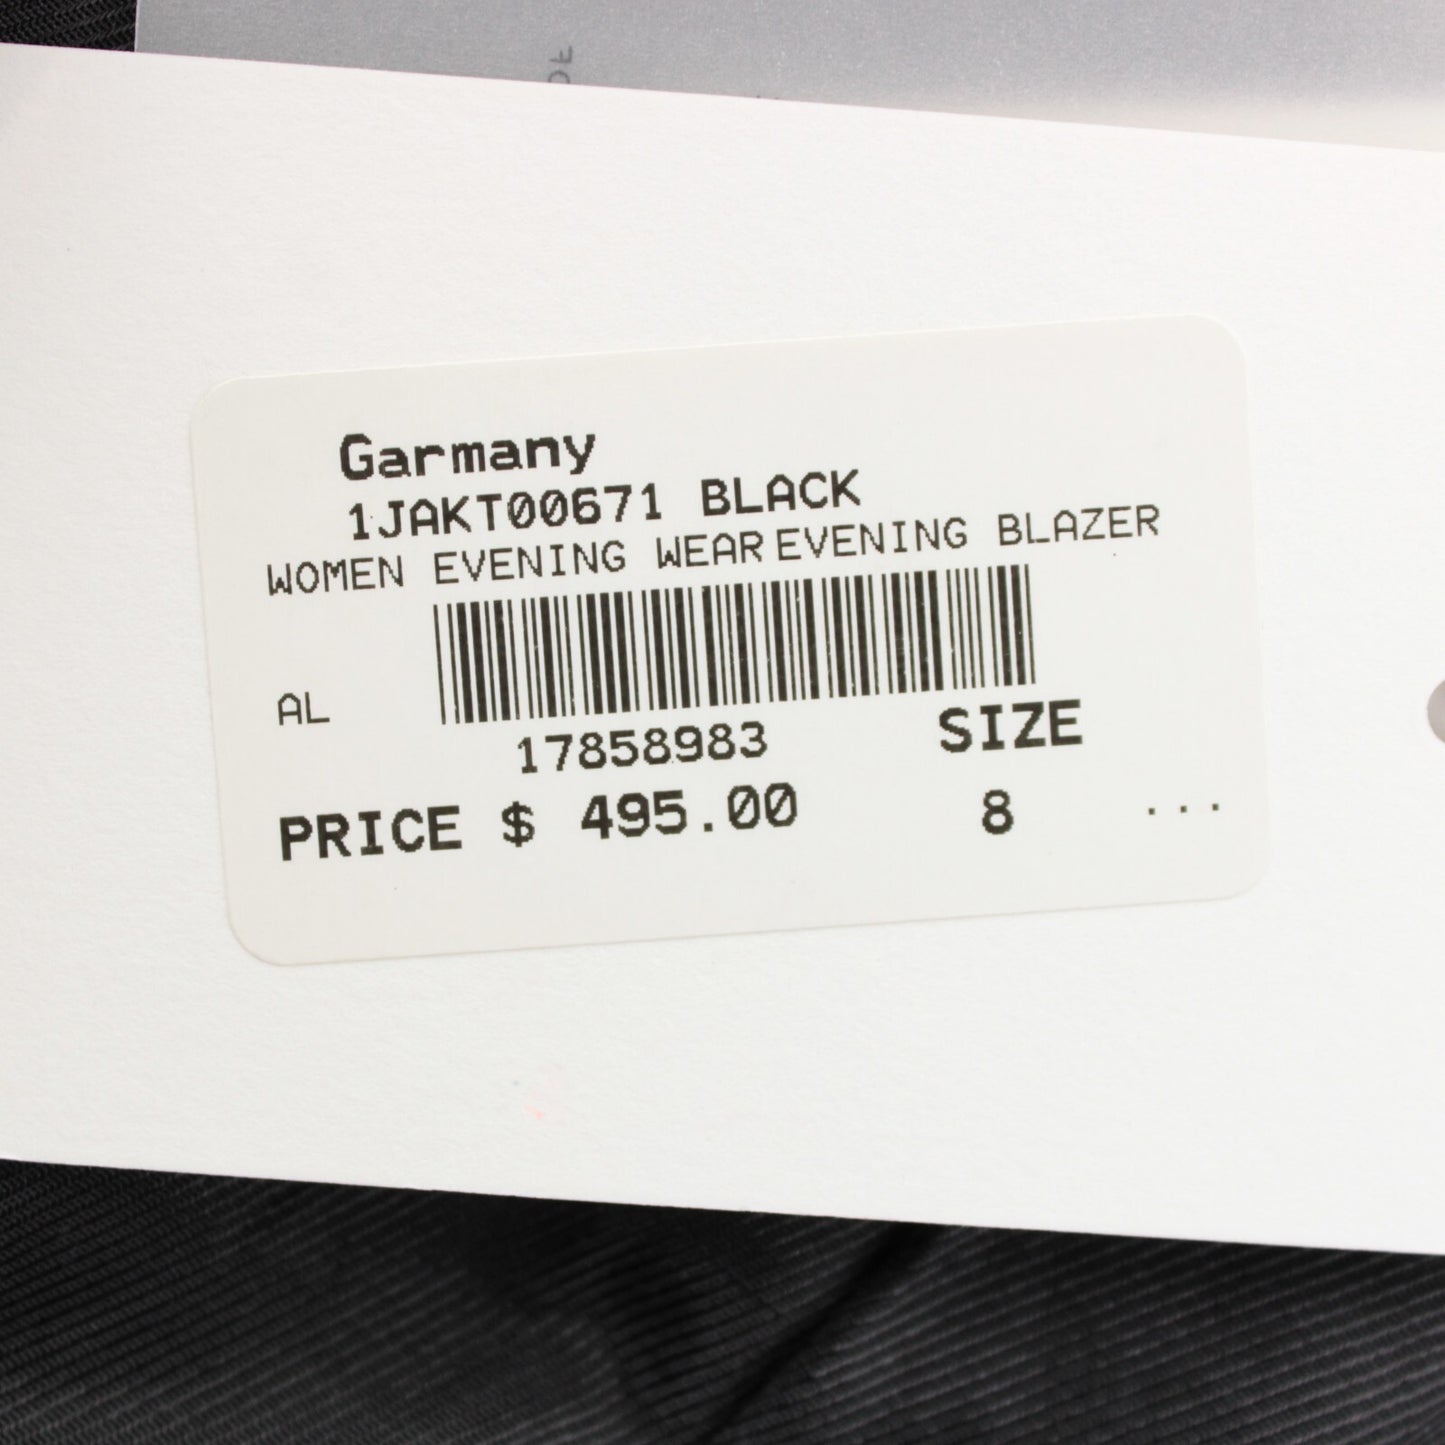 Garmany
1JAKT00671 BLACK
WOMEN EVENING WEAR EVENING BLAZER
AL
17858983
SIZE
PRICE $ 495.00 8 ...